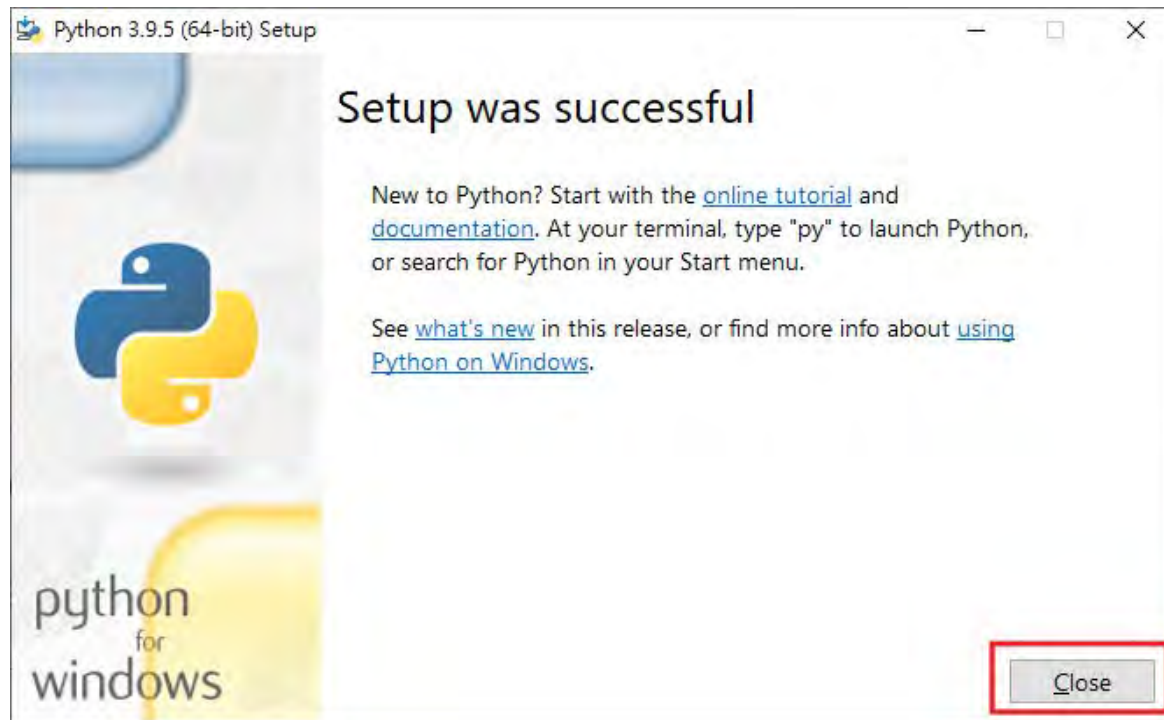 Python 3.9.5 (64-bit) Setup
Setup was successful
New to Python? Start with the online tutorial and
documentation. At your terminal, type "py" to launch Python,
or search for Python in your Start menu.
See what's new in this release, or find more info about using
Python on Windows.
python
for
windows
Close